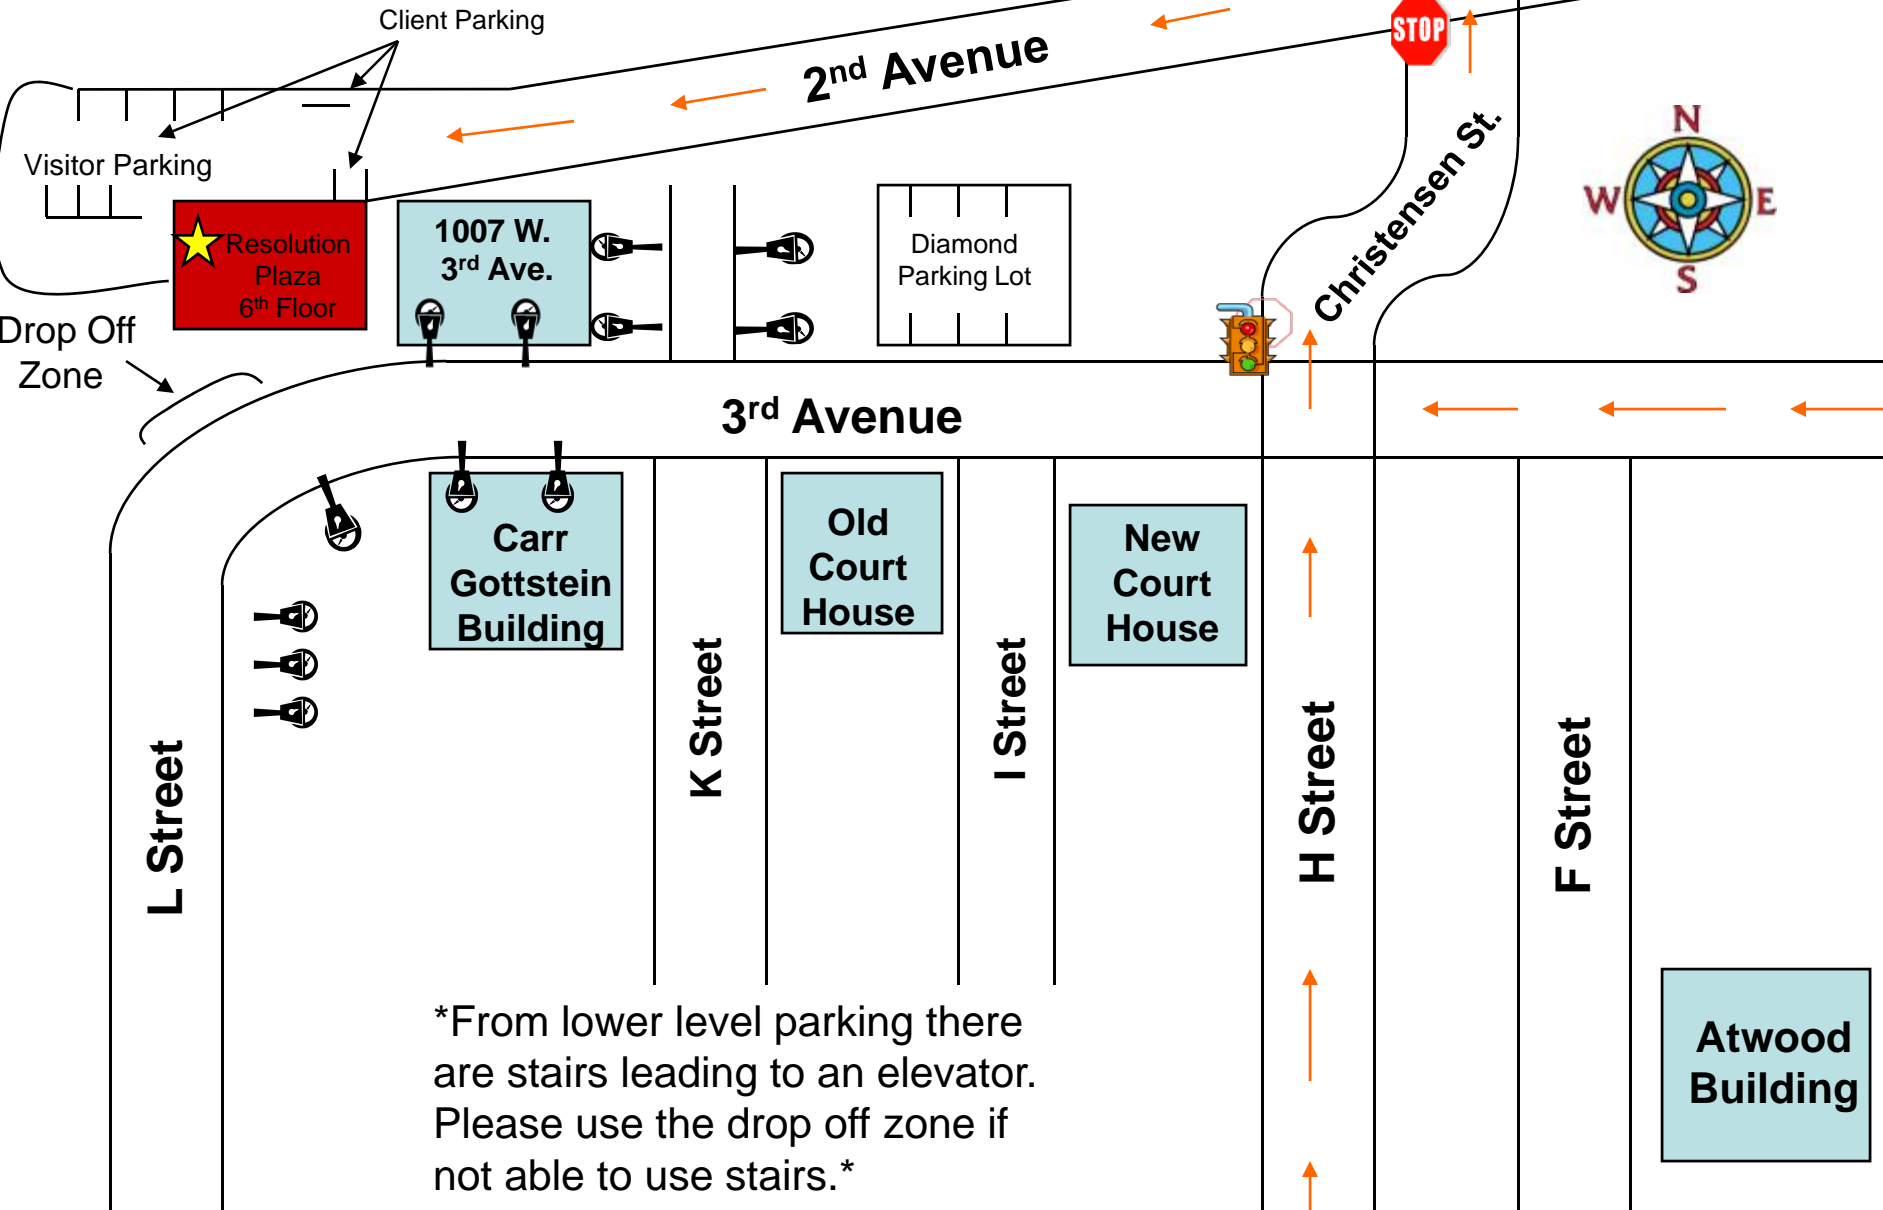 Client Parking
STOP
2nd Avenue
N
Christensen St.
Visitor Parking
W
E
1007 W.
3rd Ave.
Resolution
Plaza
6th Floor
Diamond
Parking Lot
S
Drop Off
Zone
3rd Avenue
Carr
Gottstein
Building
Old
Court
House
New
Court
House
L Street
K Street
I Street
H Street
F Street
*From lower level parking there
are stairs leading to an elevator.
Please use the drop off zone if
not able to use stairs.*
Atwood
Building